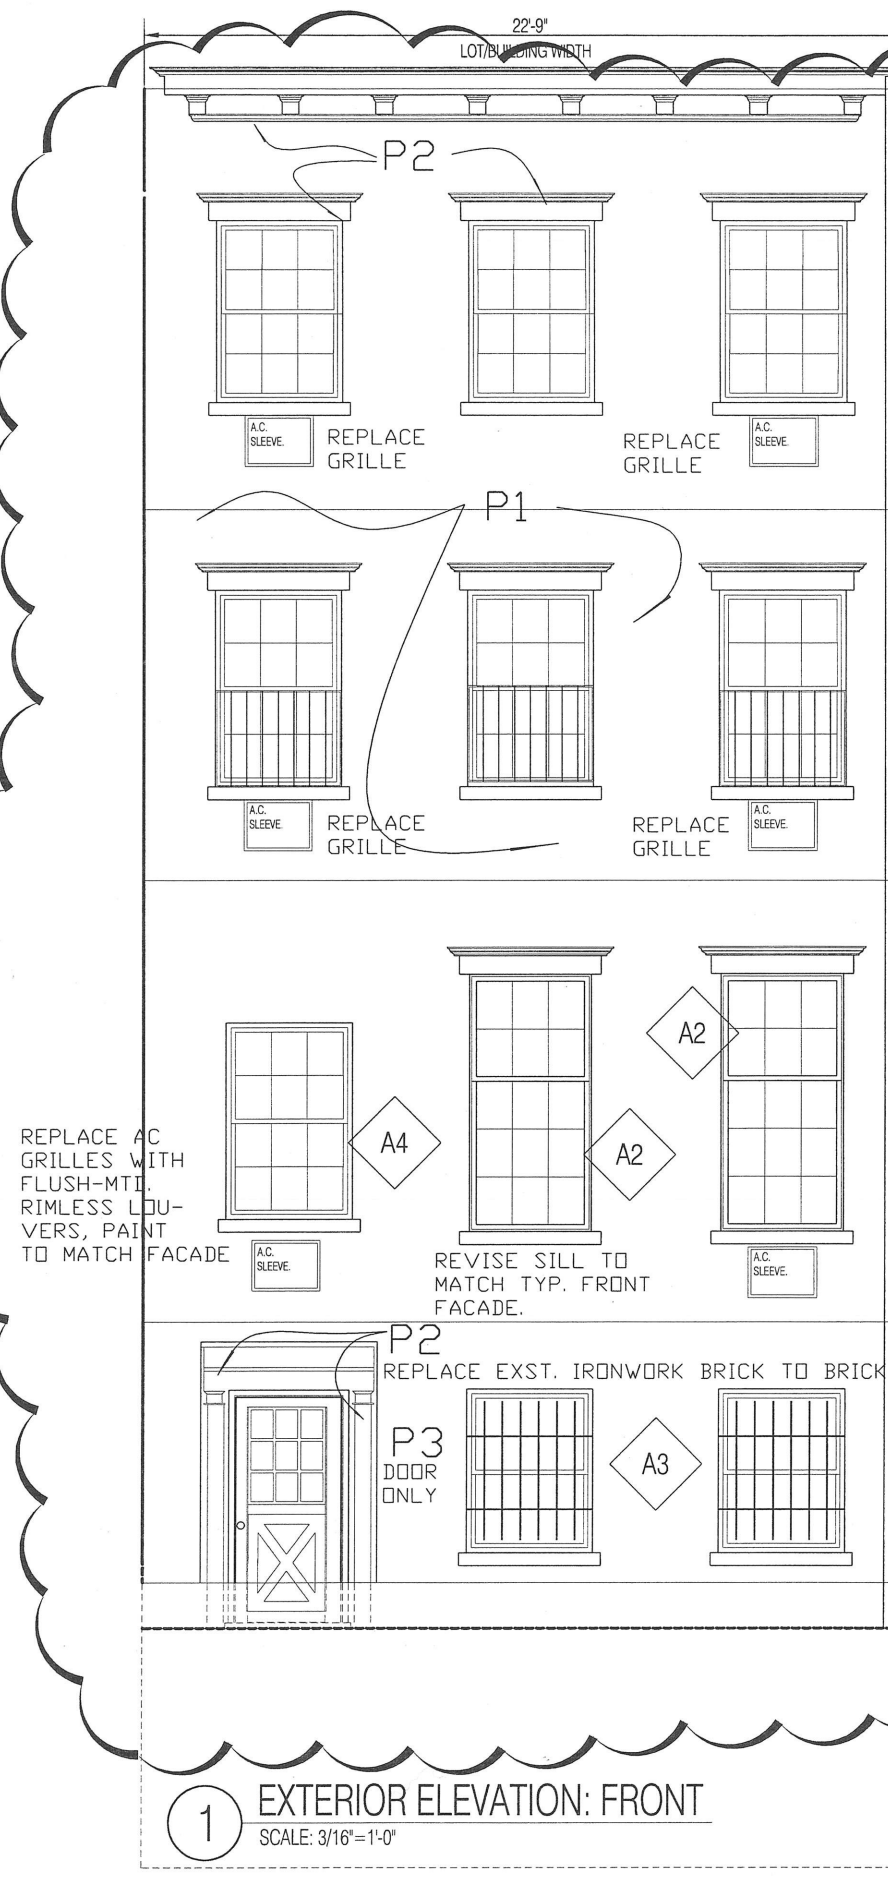 22'-9"
LOT/BUILDING WIDTH
P2
A.C.
SLEEVE.
REPLACE
GRILLE
REPLACE
GRILLE
A.C.
SLEEVE.
P1
A.C.
SLEEVE.
REPLACE
GRILLE
REPLACE
GRILLE
A.C.
SLEEVE.
A2
A4
A2
REPLACE AC
GRILLES WITH
FLUSH-MTD.
RIMLESS LOU-
VERS, PAINT
TO MATCH FACADE
A.C.
SLEEVE.
REVISE SILL TO
MATCH TYP. FRONT
FACADE.
A.C.
SLEEVE.
P2
REPLACE EXST. IRONWORK BRICK TO BRICK
P3
DOOR
ONLY
A3
1
EXTERIOR ELEVATION: FRONT
SCALE: 3/16"=1'-0"